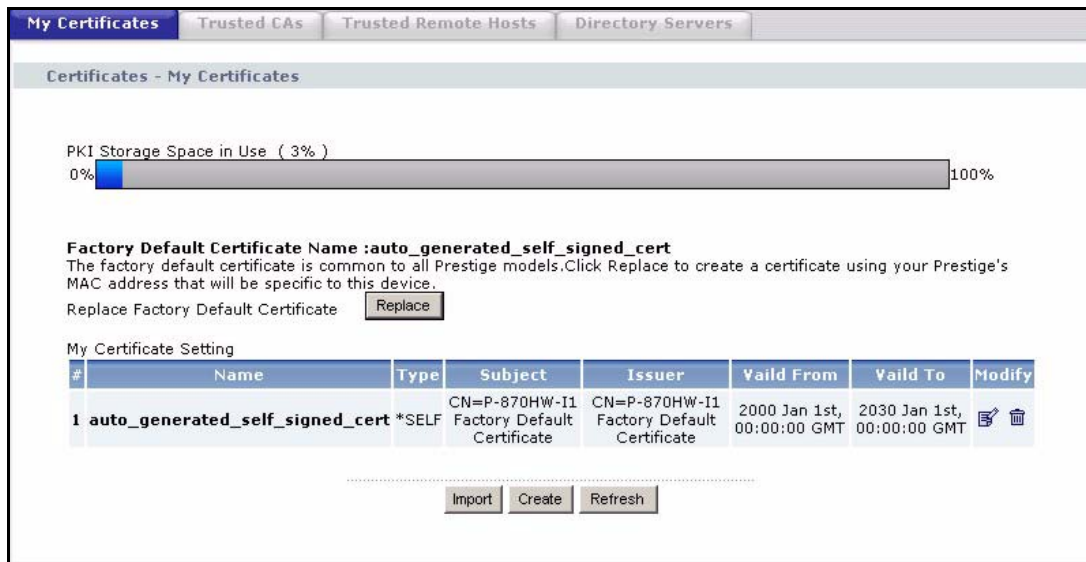 My Certificates Trusted CAs Trusted Remote Hosts Directory Servers
Certificates - My Certificates
PKI Storage Space in Use ( 3% )
0% 100%
Factory Default Certificate Name :auto_generated_self_signed_cert
The factory default certificate is common to all Prestige models.Click Replace to create a certificate using your Prestige's
MAC address that will be specific to this device.
Replace Factory Default Certificate Replace
My Certificate Setting
# Name Type Subject Issuer Vaild From Vaild To Modify
1 auto_generated_self_signed_cert *SELF CN=P-870HW-I1 Factory Default Certificate CN=P-870HW-I1 Factory Default Certificate 2000 Jan 1st, 00:00:00 GMT 2030 Jan 1st, 00:00:00 GMT
Import Create Refresh